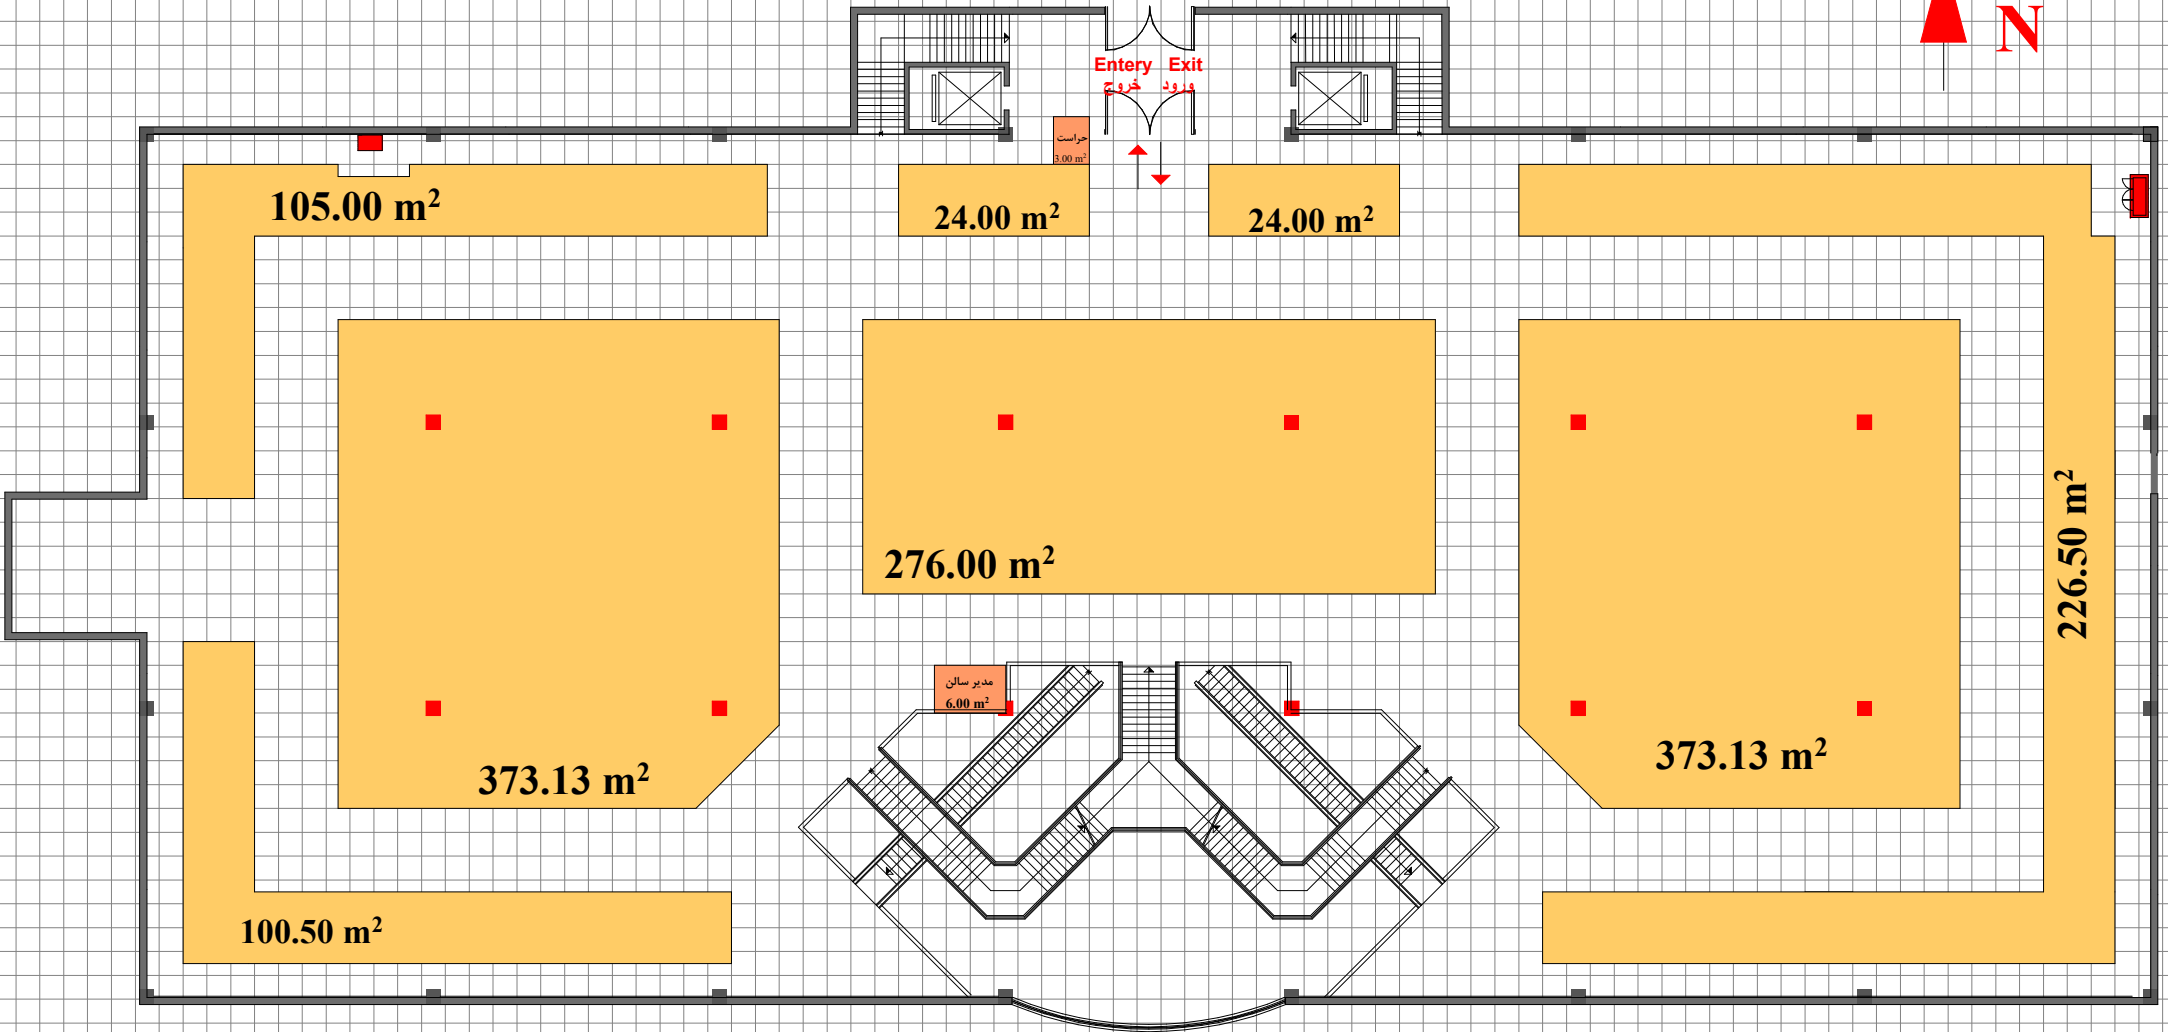 N
Entery Exit
خروج ورود
حراست
3.00 m²
105.00 m²
24.00 m²
24.00 m²
276.00 m²
226.50 m²
مدیر سالن
6.00 m²
373.13 m²
373.13 m²
100.50 m²